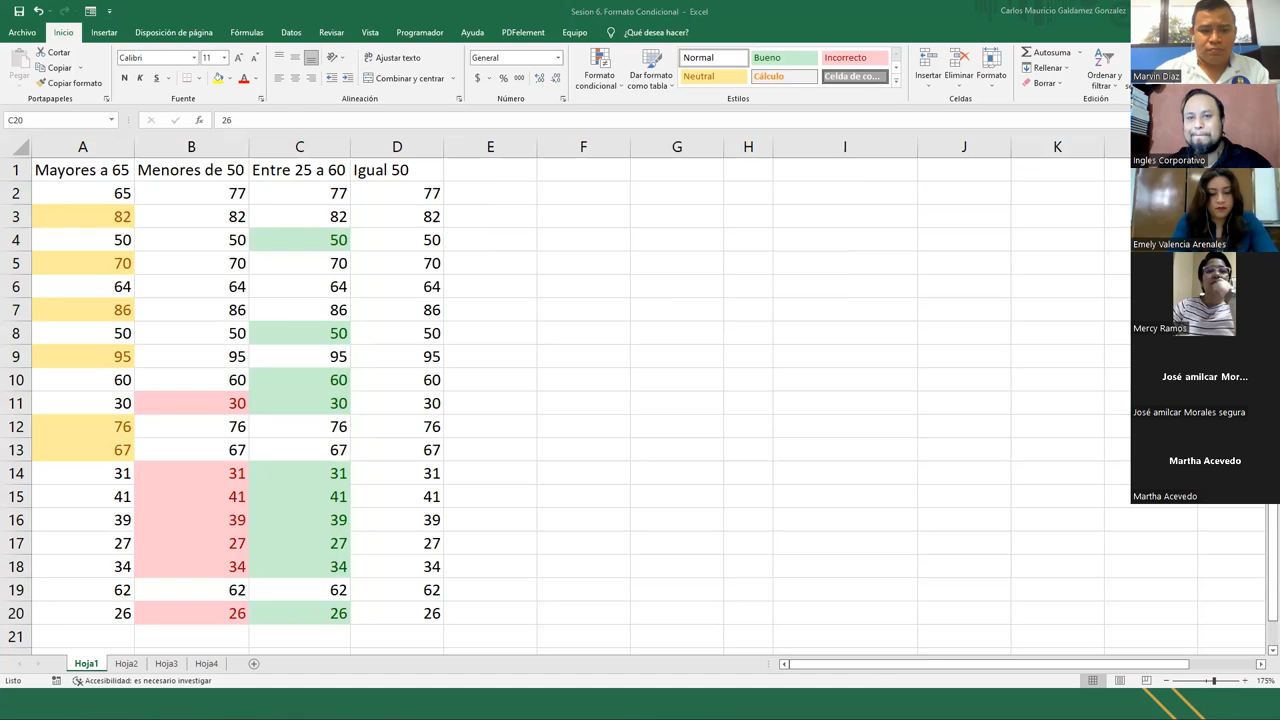 Sesion 6. Formato Condicional - Excel
Carlos Mauricio Galdamez Gonzalez
Archivo Inicio Insertar Disposición de página Fórmulas Datos Revisar Vista Programador Ayuda PDFelement Equipo ¿Qué desea hacer?
Pegar
Cortar
Copiar
Copiar formato
Portapapeles
Calibri 11
N K S
Fuente
Ajustar texto
Combinar y centrar
Alineación
General
$ % 000
Número
Formato condicional
Dar formato como tabla
Normal Bueno Incorrecto
Neutral Cálculo Celda de co...
Estilos
Insertar Eliminar Formato
Celdas
Autosuma
Rellenar
Borrar
Ordenar y filtrar
Edición
C20 fx 26
A B C D E F G H I J K
1 Mayores a 65 Menores de 50 Entre 25 a 60 Igual 50
2 65 77 77 77
3 82 82 82 82
4 50 50 50 50
5 70 70 70 70
6 64 64 64 64
7 86 86 86 86
8 50 50 50 50
9 95 95 95 95
10 60 60 60 60
11 30 30 30 30
12 76 76 76 76
13 67 67 67 67
14 31 31 31 31
15 41 41 41 41
16 39 39 39 39
17 27 27 27 27
18 34 34 34 34
19 62 62 62 62
20 26 26 26 26
21
Hoja1 Hoja2 Hoja3 Hoja4
Listo Accesibilidad: es necesario investigar 175%
Marvin Diaz
Ingles Corporativo
Emely Valencia Arenales
Mercy Ramos
José amilcar Mor...
José amilcar Morales segura
Martha Acevedo
Martha Acevedo